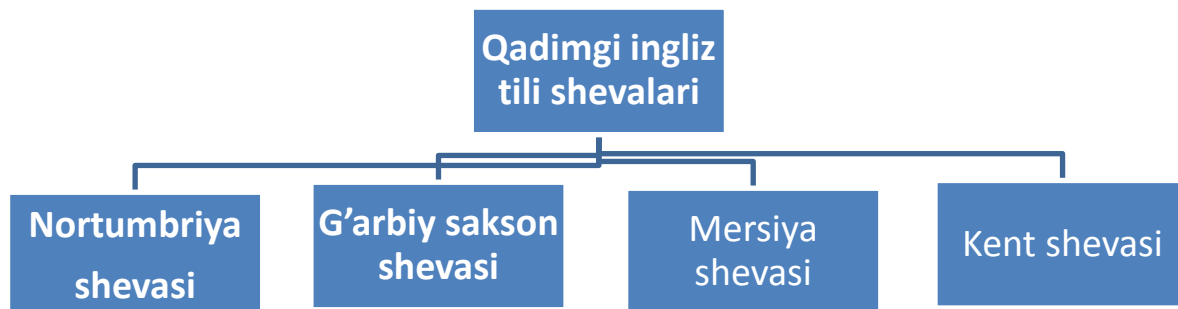 Qadimgi ingliz
tili shevalari
Nortumbriya
shevasi
G’arbiy sakson
shevasi
Mersiya
shevasi
Kent shevasi